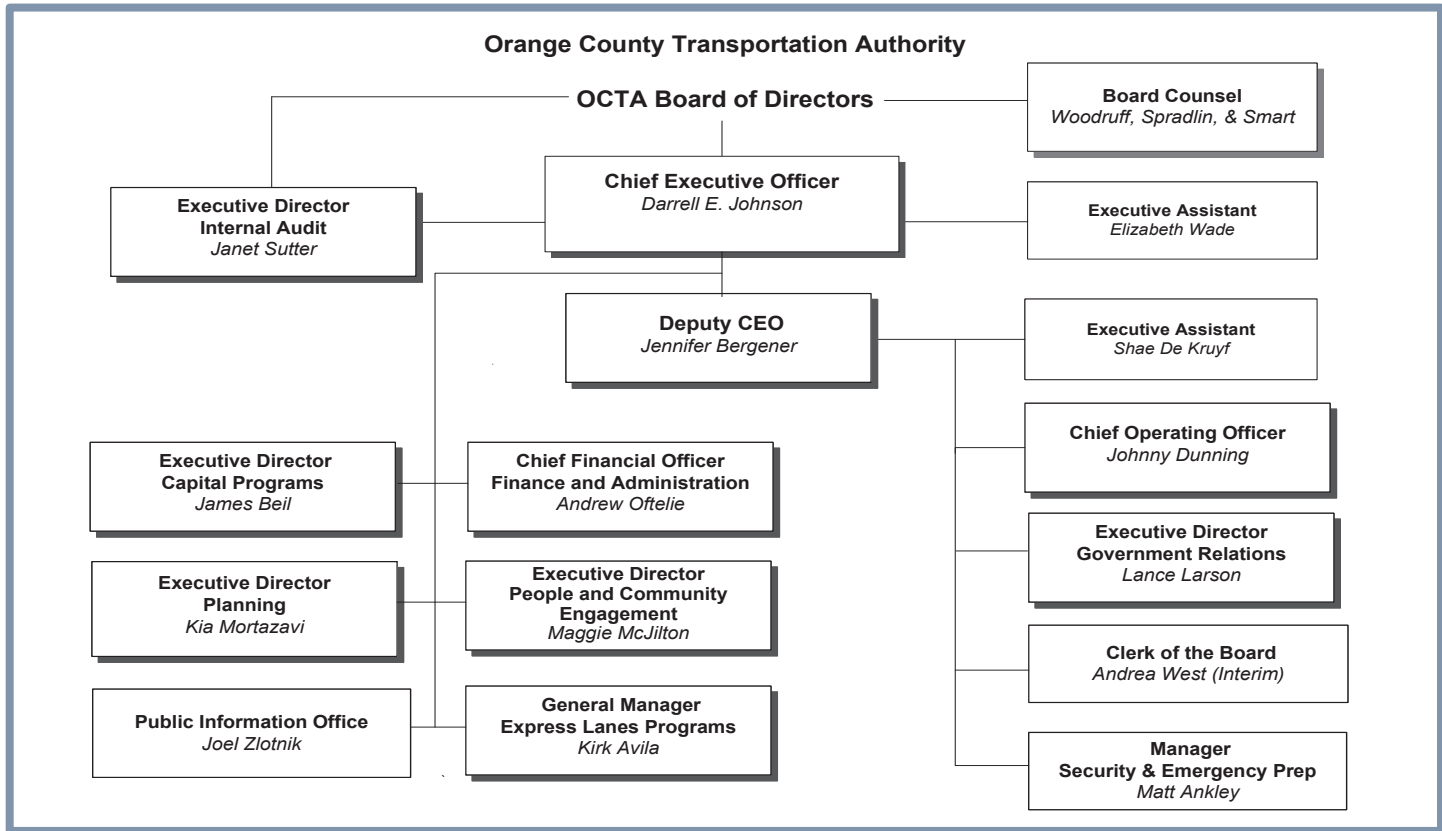 Orange County Transportation Authority
OCTA Board of Directors
Board Counsel
Woodruff, Spradlin, & Smart
Chief Executive Officer
Darrell E. Johnson
Executive Director
Internal Audit
Janet Sutter
Executive Assistant
Elizabeth Wade
Deputy CEO
Jennifer Bergener
Executive Assistant
Shae De Kruyf
Executive Director
Capital Programs
James Beil
Chief Financial Officer
Finance and Administration
Andrew Oftelie
Chief Operating Officer
Johnny Dunning
Executive Director
Planning
Kia Mortazavi
Executive Director
People and Community
Engagement
Maggie McJilton
Executive Director
Government Relations
Lance Larson
Clerk of the Board
Andrea West (Interim)
Public Information Office
Joel Zlotnik
General Manager
Express Lanes Programs
Kirk Avila
Manager
Security & Emergency Prep
Matt Ankley